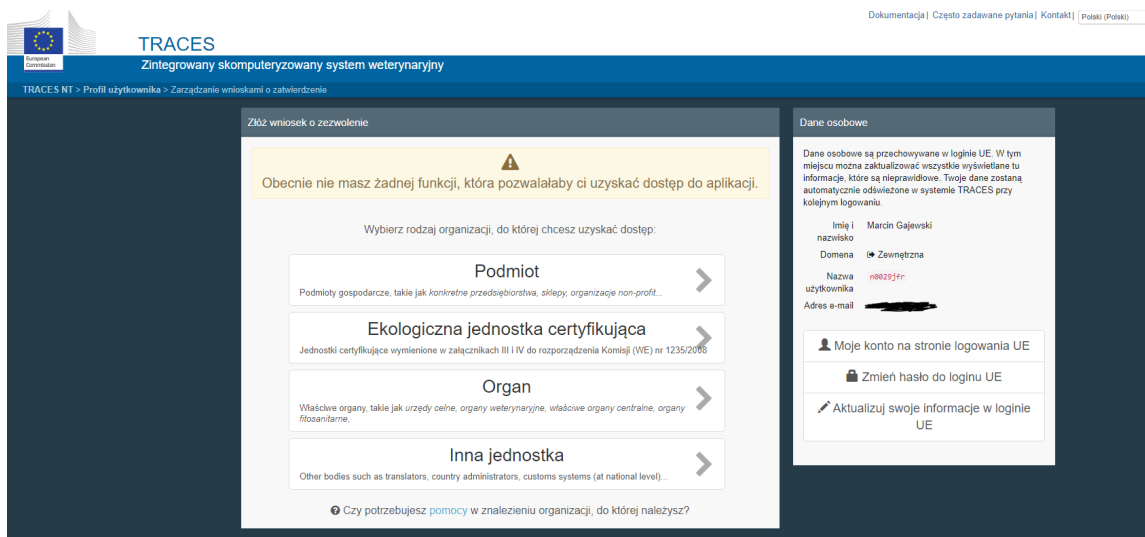 Dokumentacja| Często zadawane pytania| Kontakt| Polski (Polski)
European
Commission
TRACES
Zintegrowany skomputeryzowany system weterynaryjny
TRACES NT > Profil użytkownika > Zarządzanie wnioskami o zatwierdzenie
Złóż wniosek o zezwolenie
Obecnie nie masz żadnej funkcji, która pozwalałaby ci uzyskać dostęp do aplikacji.
Wybierz rodzaj organizacji, do której chcesz uzyskać dostęp:
Podmiot
Podmioty gospodarcze, takie jak konkretne przedsiębiorstwa, sklepy, organizacje non-profit...
Ekologiczna jednostka certyfikująca
Jednostki certyfikujące wymienione w załącznikach III i IV do rozporządzenia Komisji (WE) nr 1235/2008
Organ
Właściwe organy, takie jak urzędy celne, organy weterynaryjne, właściwe organy centralne, organy
fitosanitarne,
Inna jednostka
Other bodies such as translators, country administrators, customs systems (at national level)...
Czy potrzebujesz pomocy w znalezieniu organizacji, do której należysz?
Dane osobowe
Dane osobowe są przechowywane w loginie UE. W tym
miejscu można zaktualizować wszystkie wyświetlane tu
informacje, które są nieprawidłowe. Twoje dane zostaną
automatycznie odświeżone w systemie TRACES przy
kolejnym logowaniu.
Imię i
nazwisko Marcin Gajewski
Domena Zewnętrzna
Nazwa
użytkownika n0029jfr
Adres e-mail
Moje konto na stronie logowania UE
Zmień hasło do loginu UE
Aktualizuj swoje informacje w loginie
UE